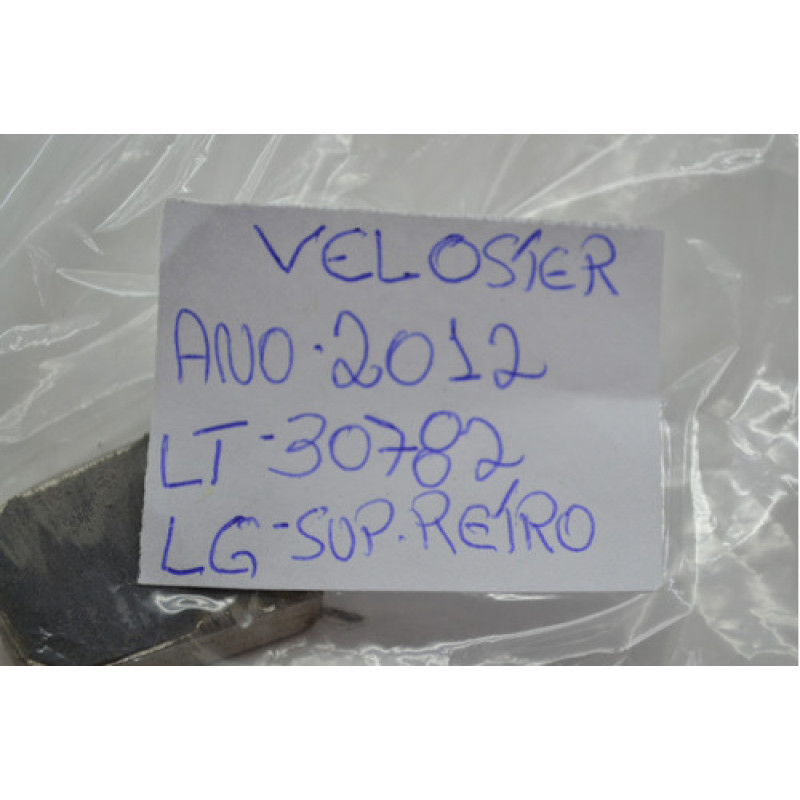 VELOSTER
ANO·2012
LT-30782
LG-SUP.RETRO